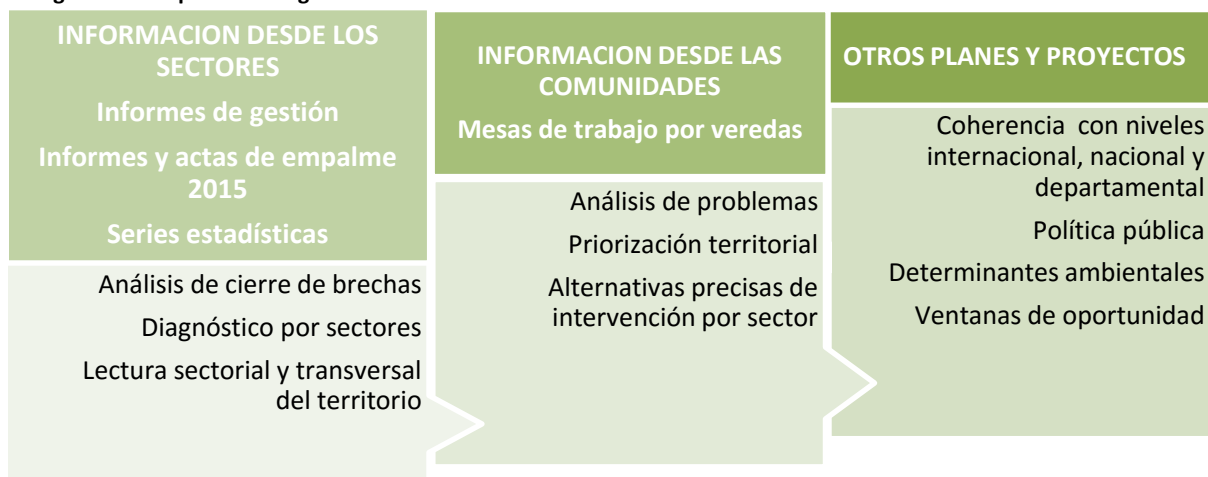 INFORMACION DESDE LOS
SECTORES
Informes de gestión
Informes y actas de empalme
2015
Series estadísticas
Análisis de cierre de brechas
Diagnóstico por sectores
Lectura sectorial y transversal
del territorio
INFORMACION DESDE LAS
COMUNIDADES
Mesas de trabajo por veredas
Análisis de problemas
Priorización territorial
Alternativas precisas de
intervención por sector
OTROS PLANES Y PROYECTOS
Coherencia con niveles
internacional, nacional y
departamental
Política pública
Determinantes ambientales
Ventanas de oportunidad